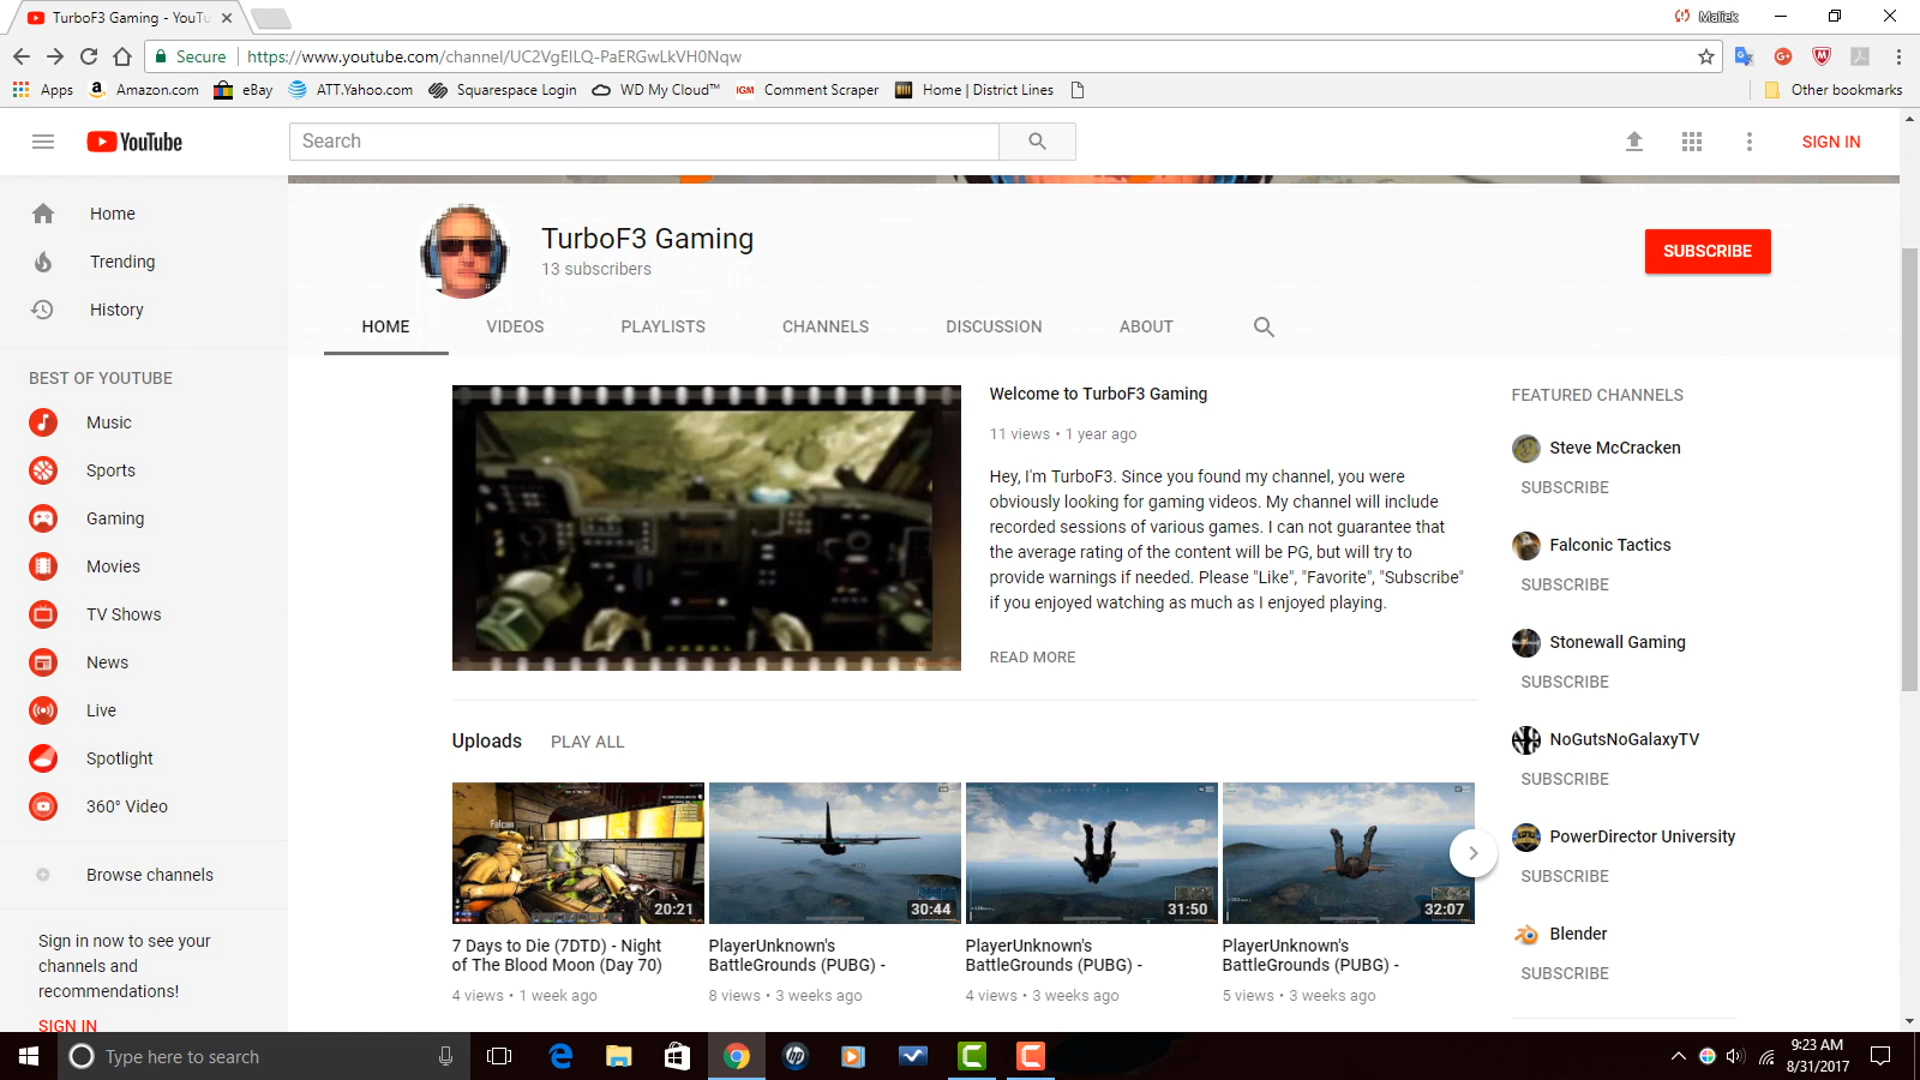 TurboF3 Gaming - YouTu
Maliek
Secure https://www.youtube.com/channel/UC2VgEILQ-PaERGwLkVH0Nqw
Apps Amazon.com eBay ATT.Yahoo.com Squarespace Login WD My Cloud™ IGM Comment Scraper Home | District Lines Other bookmarks
YouTube Search SIGN IN
Home
Trending
History
BEST OF YOUTUBE
Music
Sports
Gaming
Movies
TV Shows
News
Live
Spotlight
360° Video
Browse channels
Sign in now to see your
channels and
recommendations!
SIGN IN
TurboF3 Gaming
13 subscribers
SUBSCRIBE
HOME VIDEOS PLAYLISTS CHANNELS DISCUSSION ABOUT
Welcome to TurboF3 Gaming
11 views • 1 year ago
Hey, I'm TurboF3. Since you found my channel, you were
obviously looking for gaming videos. My channel will include
recorded sessions of various games. I can not guarantee that
the average rating of the content will be PG, but will try to
provide warnings if needed. Please "Like", "Favorite", "Subscribe"
if you enjoyed watching as much as I enjoyed playing.
READ MORE
Uploads PLAY ALL
Falcon
20:21
30:44
31:50
32:07
7 Days to Die (7DTD) - Night
of The Blood Moon (Day 70)
4 views • 1 week ago
PlayerUnknown's
BattleGrounds (PUBG) -
8 views • 3 weeks ago
PlayerUnknown's
BattleGrounds (PUBG) -
4 views • 3 weeks ago
PlayerUnknown's
BattleGrounds (PUBG) -
5 views • 3 weeks ago
FEATURED CHANNELS
Steve McCracken
SUBSCRIBE
Falconic Tactics
SUBSCRIBE
Stonewall Gaming
SUBSCRIBE
NoGutsNoGalaxyTV
SUBSCRIBE
PowerDirector University
SUBSCRIBE
Blender
SUBSCRIBE
Type here to search
hp
9:23 AM
8/31/2017